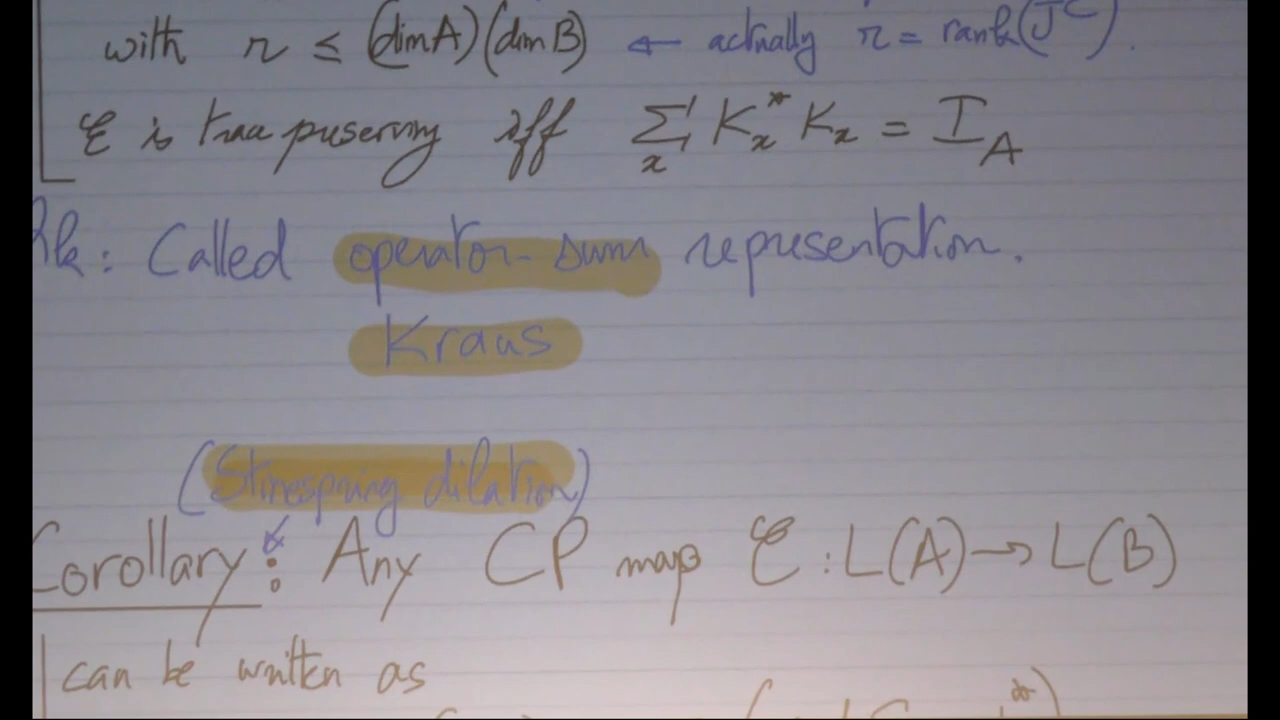 with r ≤ (dim A)(dim B) ← actually r = rank(J^ℰ).
ℰ is trace preserving iff ∑_x K_x^* K_x = I_A
Rk: Called operator-sum representation.
Kraus
(Stinespring dilation)
Corollary: Any CP map ℰ : L(A) → L(B)
can be written as